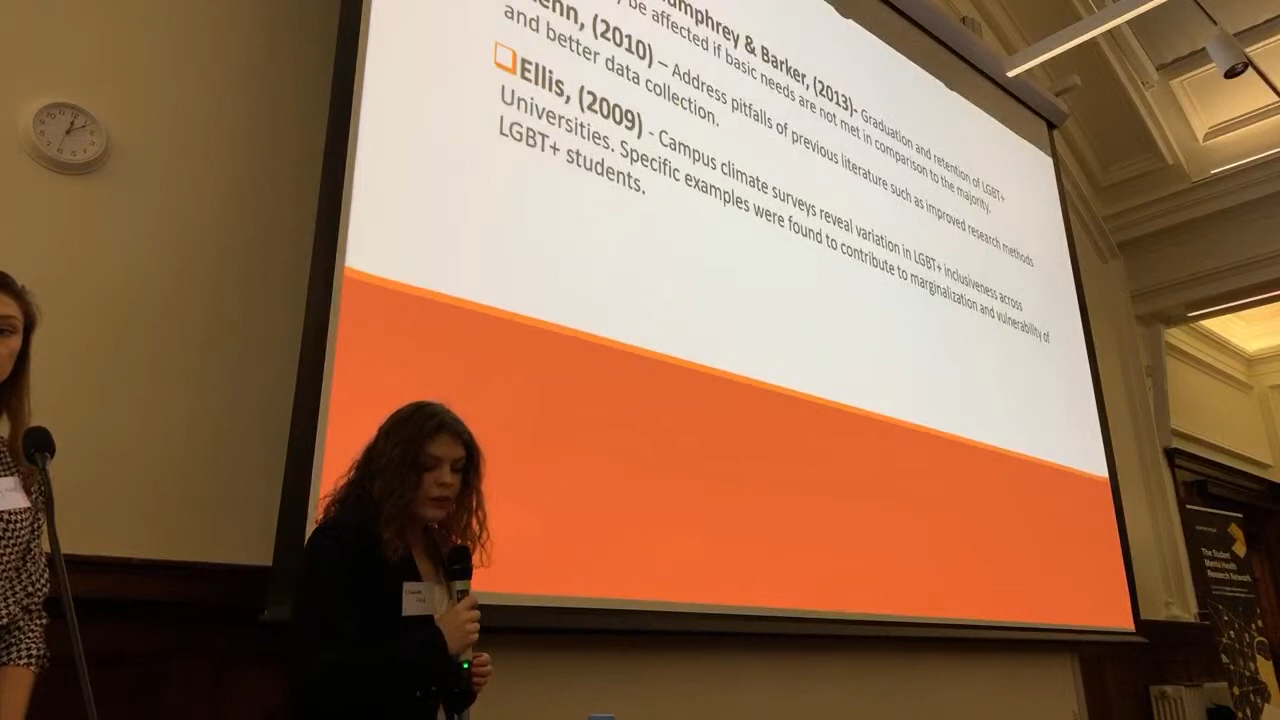 umphrey & Barker, (2013)- Graduation and retention of LGBT+
be affected if basic needs are not met in comparison to the majority.
enn, (2010) – Address pitfalls of previous literature such as improved research methods
and better data collection.
Ellis, (2009) - Campus climate surveys reveal variation in LGBT+ inclusiveness across
Universities. Specific examples were found to contribute to marginalization and vulnerability of
LGBT+ students.
The Student
Mental Health
Research Network